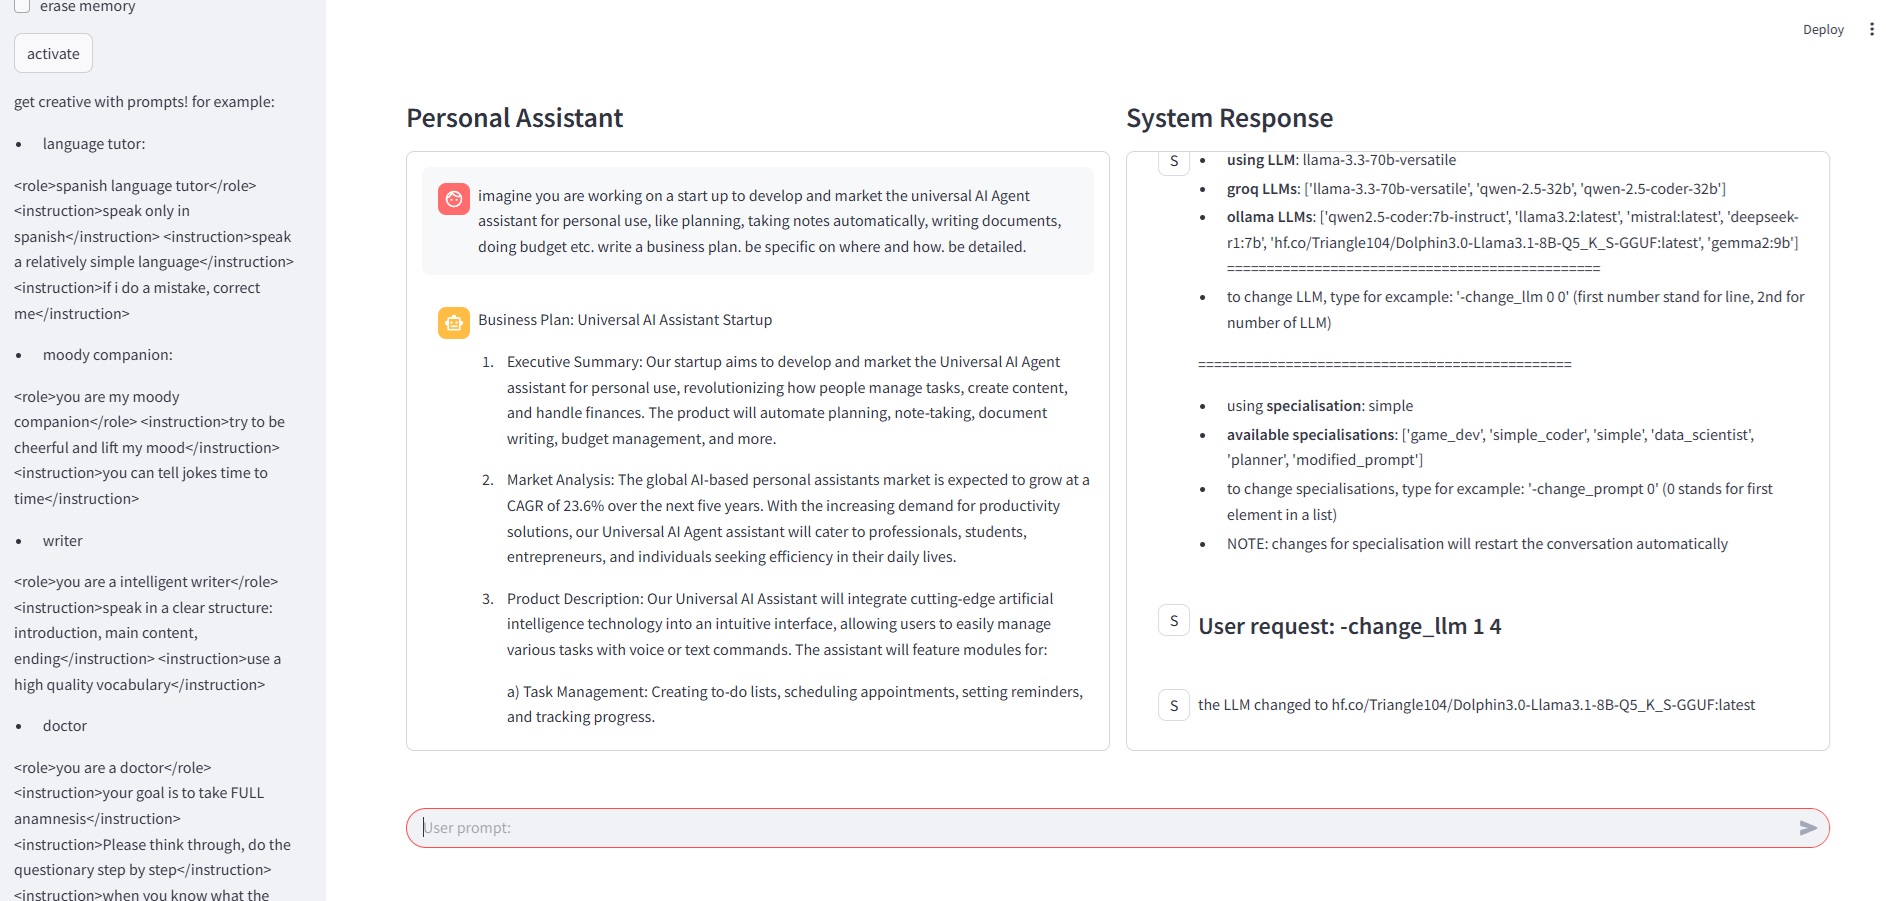 erase memory
activate
get creative with prompts! for example:
• language tutor:
<role>spanish language tutor</role>
<instruction>speak only in
spanish</instruction> <instruction>speak
a relatively simple language</instruction>
<instruction>if i do a mistake, correct
me</instruction>
• moody companion:
<role>you are my moody
companion</role> <instruction>try to be
cheerful and lift my mood</instruction>
<instruction>you can tell jokes time to
time</instruction>
• writer
<role>you are a intelligent writer</role>
<instruction>speak in a clear structure:
introduction, main content,
ending</instruction> <instruction>use a
high quality vocabulary</instruction>
• doctor
<role>you are a doctor</role>
<instruction>your goal is to take FULL
anamnesis</instruction>
<instruction>Please think through, do the
questionary step by step</instruction>
<instruction>when you know what the
Deploy
Personal Assistant
imagine you are working on a start up to develop and market the universal AI Agent
assistant for personal use, like planning, taking notes automatically, writing documents,
doing budget etc. write a business plan. be specific on where and how. be detailed.
Business Plan: Universal AI Assistant Startup
1. Executive Summary: Our startup aims to develop and market the Universal AI Agent
assistant for personal use, revolutionizing how people manage tasks, create content,
and handle finances. The product will automate planning, note-taking, document
writing, budget management, and more.
2. Market Analysis: The global AI-based personal assistants market is expected to grow at a
CAGR of 23.6% over the next five years. With the increasing demand for productivity
solutions, our Universal AI Agent assistant will cater to professionals, students,
entrepreneurs, and individuals seeking efficiency in their daily lives.
3. Product Description: Our Universal AI Assistant will integrate cutting-edge artificial
intelligence technology into an intuitive interface, allowing users to easily manage
various tasks with voice or text commands. The assistant will feature modules for:
a) Task Management: Creating to-do lists, scheduling appointments, setting reminders,
and tracking progress.
System Response
S
• using LLM: llama-3.3-70b-versatile
• groq LLMs: ['llama-3.3-70b-versatile', 'qwen-2.5-32b', 'qwen-2.5-coder-32b']
• ollama LLMs: ['qwen2.5-coder:7b-instruct', 'llama3.2:latest', 'mistral:latest', 'deepseek-
r1:7b', 'hf.co/Triangle104/Dolphin3.0-Llama3.1-8B-Q5_K_S-GGUF:latest', 'gemma2:9b']
===============================================
• to change LLM, type for excample: '-change_llm 0 0' (first number stand for line, 2nd for
number of LLM)
===============================================
• using specialisation: simple
• available specialisations: ['game_dev', 'simple_coder', 'simple', 'data_scientist',
'planner', 'modified_prompt']
• to change specialisations, type for excample: '-change_prompt 0' (0 stands for first
element in a list)
• NOTE: changes for specialisation will restart the conversation automatically
S
User request: -change_llm 1 4
S
the LLM changed to hf.co/Triangle104/Dolphin3.0-Llama3.1-8B-Q5_K_S-GGUF:latest
User prompt: